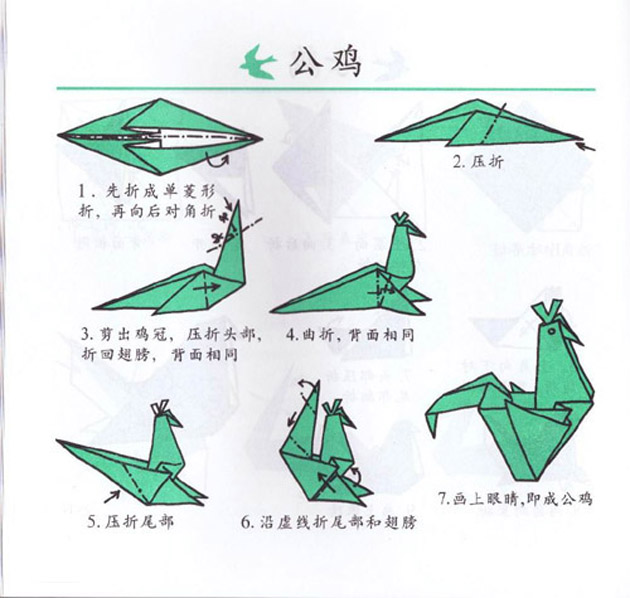 公鸡
1. 先折成单菱形
折, 再向后对角折
2. 压折
3. 剪出鸡冠, 压折头部,
折回翅膀, 背面相同
4. 曲折, 背面相同
5. 压折尾部
6. 沿虚线折尾部和翅膀
7. 画上眼睛, 即成公鸡